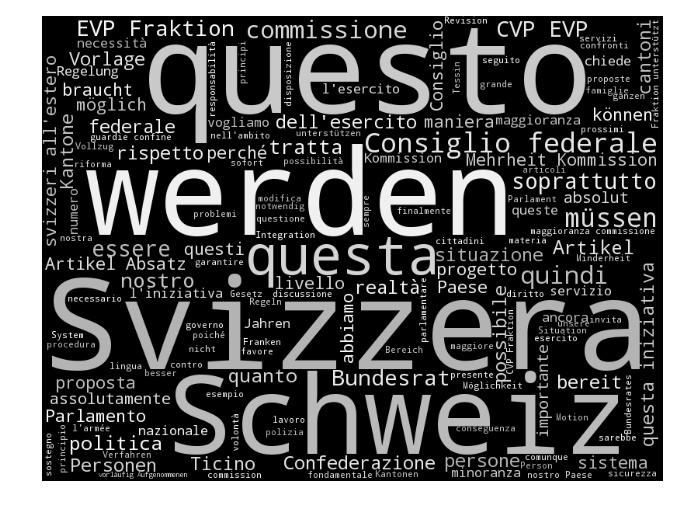 EVP Fraktion
commissione
CVP EVP
Revision
servizi
confronti
necessità
Vorlage
questo
Consiglio
seguito
chiede
cantoni
Regelung
braucht
principi
disposizione
l'esercito
Tessin
grande
proposte
famiglie
ganzen
möglich
responsabilità
vogliamo
dell'esercito
maniera
maggioranza
können
Fraktion unterstützt
svizzeri all'estero
federale
nell'ambito
unterstützen
prossimi
guardie confine
Vollzug
rispetto
perché
tratta
Consiglio federale
Kantone
riforma
sofort
possibilità
Kommission
Mehrheit Kommission
articoli
numero
werden
modifica
notwendig
soprattutto
Parlament
queste
absolut
problemi
questione
sempre
finalmente
müssen
nostra
Integration
cittadini
materia
maggioranza commissione
essere
questi
questa
situazione
Artikel
Minderheit
Artikel Absatz
garantire
progetto
nostro
livello
realtà
Paese
quindi
necessario
l'iniziativa
Gesetz
discussione
Regeln
parlamentare
diritto
servizio
Svizzera
System
procedura
governo
poiché
Jahren
abbiamo
possibile
ancora
invita
unsere
Situation
esercito
questa iniziativa
nicht
Franken
favore
Bereich
maggiore
CVP Fraktion
lingua
besser
contro
proposta
quanto
Bundesrat
presente
Möglichkeit
importante
bereit
assolutamente
esempio
Schweiz
Motion
Bundesrates
Parlamento
l'armée
nazionale
volontà
lavoro
polizia
conseguenza
sarebbe
politica
sostegno
principio
Verfahren
Personen
Ticino
Confederazione
persone
comunque
Person
sistema
vorläufig Aufgenommenen
commission
fondamentale
Kantonen
minoranza
nostro Paese
sicurezza